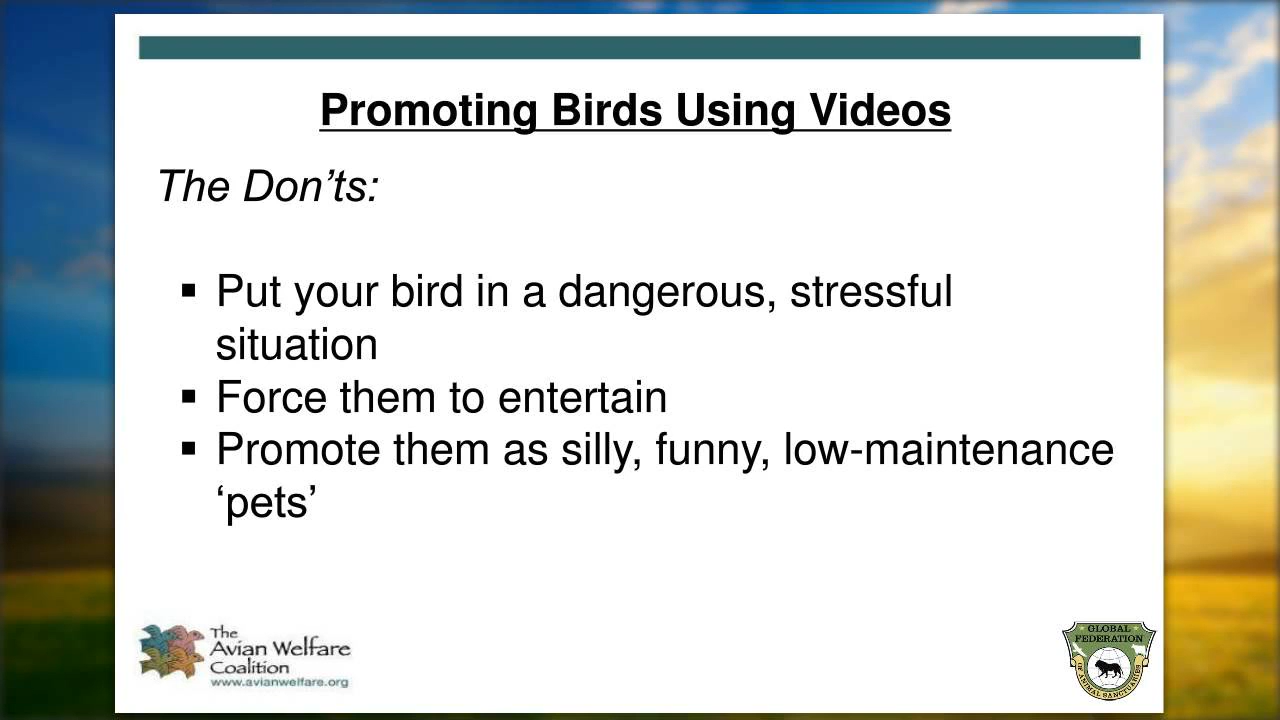 Promoting Birds Using Videos
The Don’ts:
▪ Put your bird in a dangerous, stressful
situation
▪ Force them to entertain
▪ Promote them as silly, funny, low-maintenance
‘pets’
The
Avian Welfare
Coalition
www.avianwelfare.org
GLOBAL
FEDERATION
OF ANIMAL SANCTUARIES